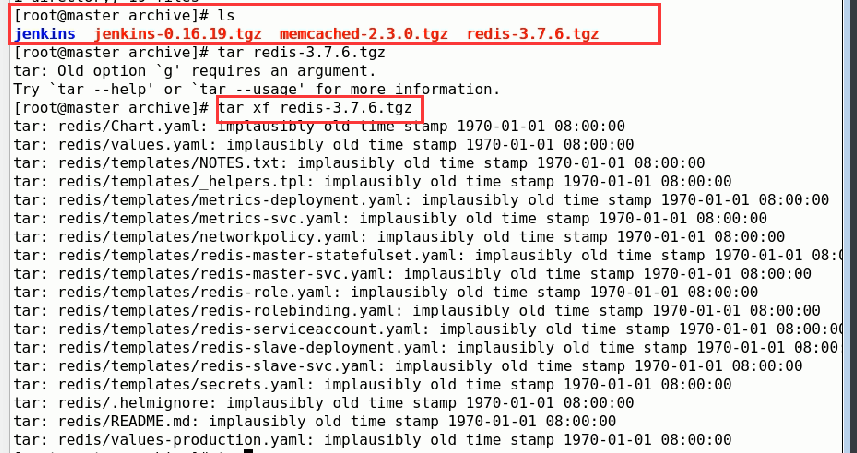 [root@master archive]# ls
jenkins  jenkins-0.16.19.tgz  memcached-2.3.0.tgz  redis-3.7.6.tgz
[root@master archive]# tar redis-3.7.6.tgz
tar: Old option `g' requires an argument.
Try `tar --help' or `tar --usage' for more information.
[root@master archive]# tar xf redis-3.7.6.tgz
tar: redis/Chart.yaml: implausibly old time stamp 1970-01-01 08:00:00
tar: redis/values.yaml: implausibly old time stamp 1970-01-01 08:00:00
tar: redis/templates/NOTES.txt: implausibly old time stamp 1970-01-01 08:00:00
tar: redis/templates/_helpers.tpl: implausibly old time stamp 1970-01-01 08:00:00
tar: redis/templates/metrics-deployment.yaml: implausibly old time stamp 1970-01-01 08:00:00
tar: redis/templates/metrics-svc.yaml: implausibly old time stamp 1970-01-01 08:00:00
tar: redis/templates/networkpolicy.yaml: implausibly old time stamp 1970-01-01 08:00:00
tar: redis/templates/redis-master-statefulset.yaml: implausibly old time stamp 1970-01-01 08:0
tar: redis/templates/redis-master-svc.yaml: implausibly old time stamp 1970-01-01 08:00:00
tar: redis/templates/redis-role.yaml: implausibly old time stamp 1970-01-01 08:00:00
tar: redis/templates/redis-rolebinding.yaml: implausibly old time stamp 1970-01-01 08:00:00
tar: redis/templates/redis-serviceaccount.yaml: implausibly old time stamp 1970-01-01 08:00:00
tar: redis/templates/redis-slave-deployment.yaml: implausibly old time stamp 1970-01-01 08:00:
tar: redis/templates/redis-slave-svc.yaml: implausibly old time stamp 1970-01-01 08:00:00
tar: redis/templates/secrets.yaml: implausibly old time stamp 1970-01-01 08:00:00
tar: redis/.helmignore: implausibly old time stamp 1970-01-01 08:00:00
tar: redis/README.md: implausibly old time stamp 1970-01-01 08:00:00
tar: redis/values-production.yaml: implausibly old time stamp 1970-01-01 08:00:00